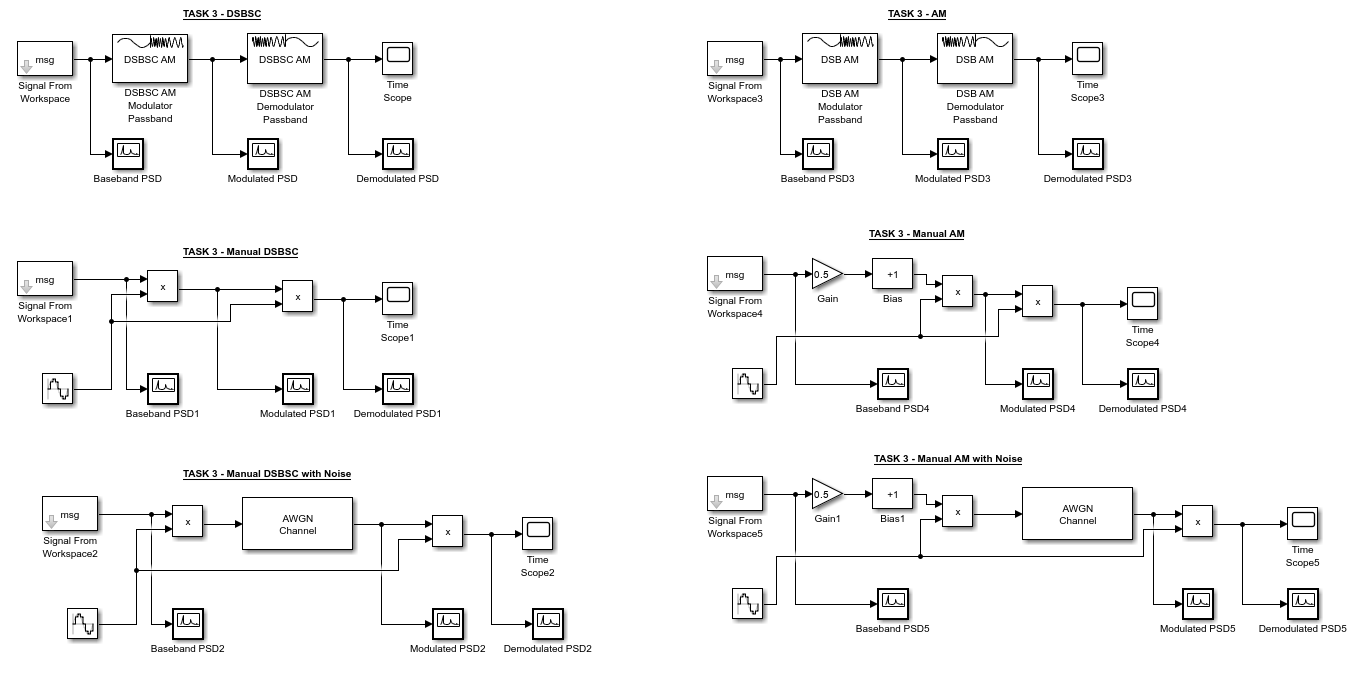 TASK 3 - DSBSC
msg
DSBSC AM
DSBSC AM
Signal From
Workspace
DSBSC AM
Modulator
Passband
DSBSC AM
Demodulator
Passband
Time
Scope
Baseband PSD
Modulated PSD
Demodulated PSD
TASK 3 - AM
msg
DSB AM
DSB AM
Signal From
Workspace3
DSB AM
Modulator
Passband
DSB AM
Demodulator
Passband
Time
Scope3
Baseband PSD3
Modulated PSD3
Demodulated PSD3
TASK 3 - Manual DSBSC
msg
x
x
Signal From
Workspace1
Time
Scope1
Baseband PSD1
Modulated PSD1
Demodulated PSD1
TASK 3 - Manual AM
msg
0.5
+1
x
x
Signal From
Workspace4
Gain
Bias
Time
Scope4
Baseband PSD4
Modulated PSD4
Demodulated PSD4
TASK 3 - Manual DSBSC with Noise
msg
x
AWGN
Channel
x
Signal From
Workspace2
Time
Scope2
Baseband PSD2
Modulated PSD2
Demodulated PSD2
TASK 3 - Manual AM with Noise
msg
0.5
+1
x
AWGN
Channel
x
Signal From
Workspace5
Gain1
Bias1
Time
Scope5
Baseband PSD5
Modulated PSD5
Demodulated PSD5